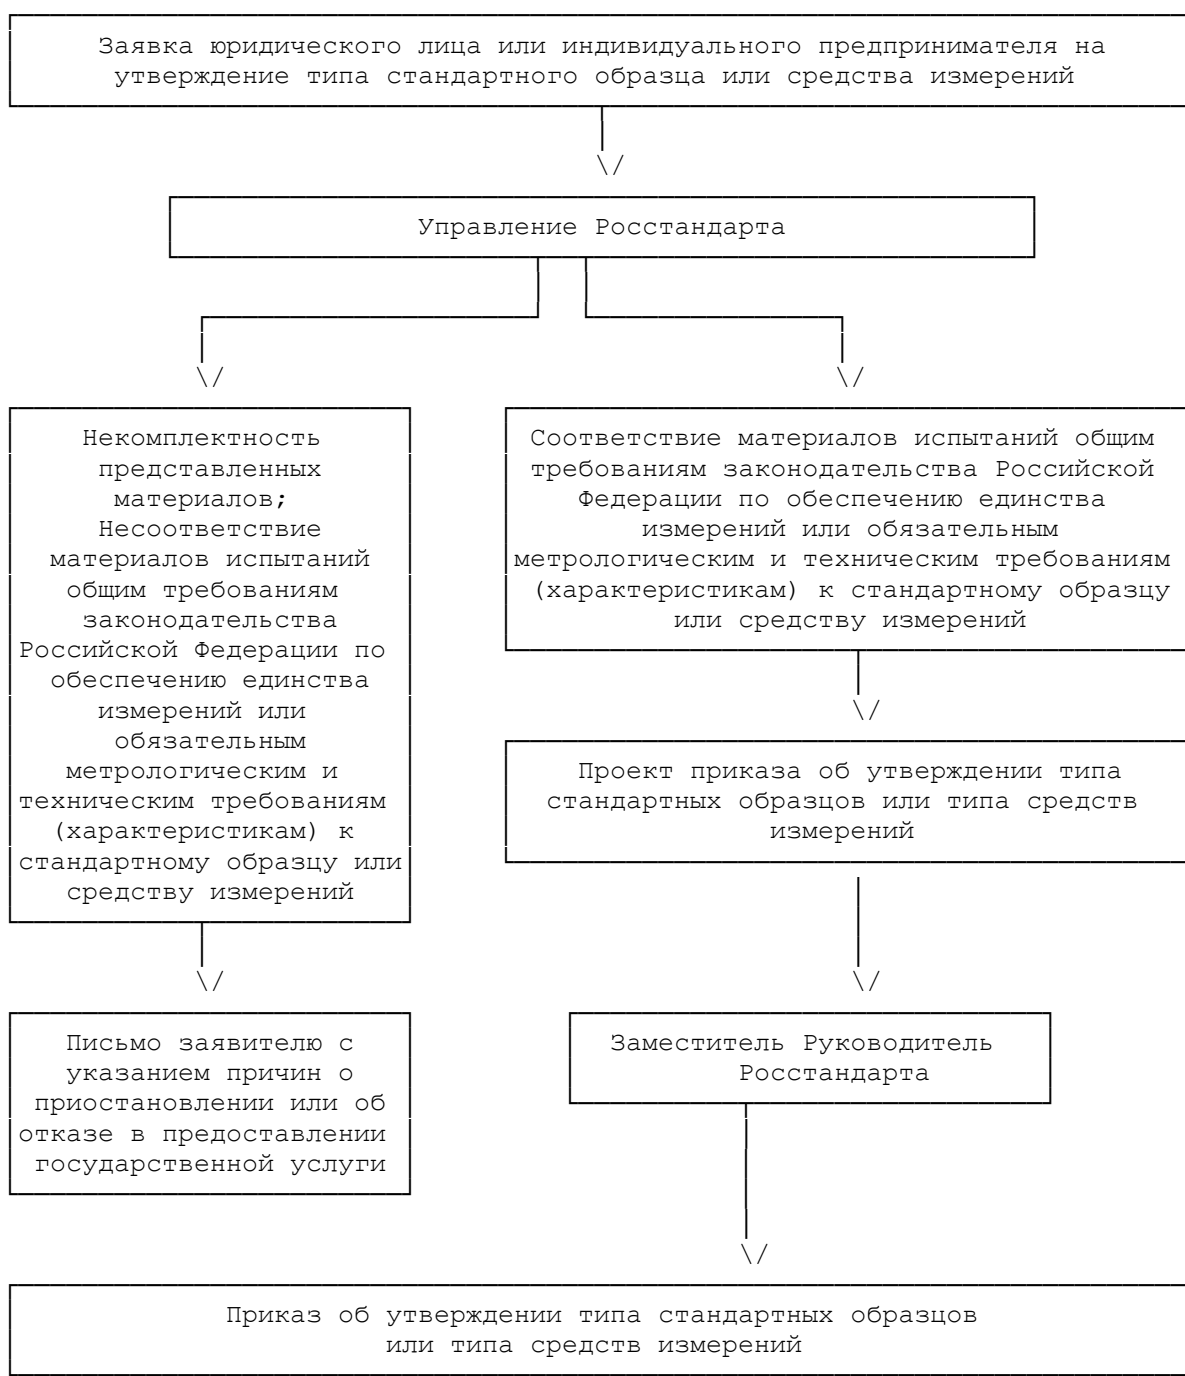 Заявка юридического лица или индивидуального предпринимателя на
утверждение типа стандартного образца или средства измерений
Управление Росстандарта
Некомплектность
представленных
материалов;
Несоответствие
материалов испытаний
общим требованиям
законодательства
Российской Федерации по
обеспечению единства
измерений или
обязательным
метрологическим и
техническим требованиям
(характеристикам) к
стандартному образцу или
средству измерений
Соответствие материалов испытаний общим
требованиям законодательства Российской
Федерации по обеспечению единства
измерений или обязательным
метрологическим и техническим требованиям
(характеристикам) к стандартному образцу
или средству измерений
Проект приказа об утверждении типа
стандартных образцов или типа средств
измерений
Письмо заявителю с
указанием причин о
приостановлении или об
отказе в предоставлении
государственной услуги
Заместитель Руководитель
Росстандарта
Приказ об утверждении типа стандартных образцов
или типа средств измерений